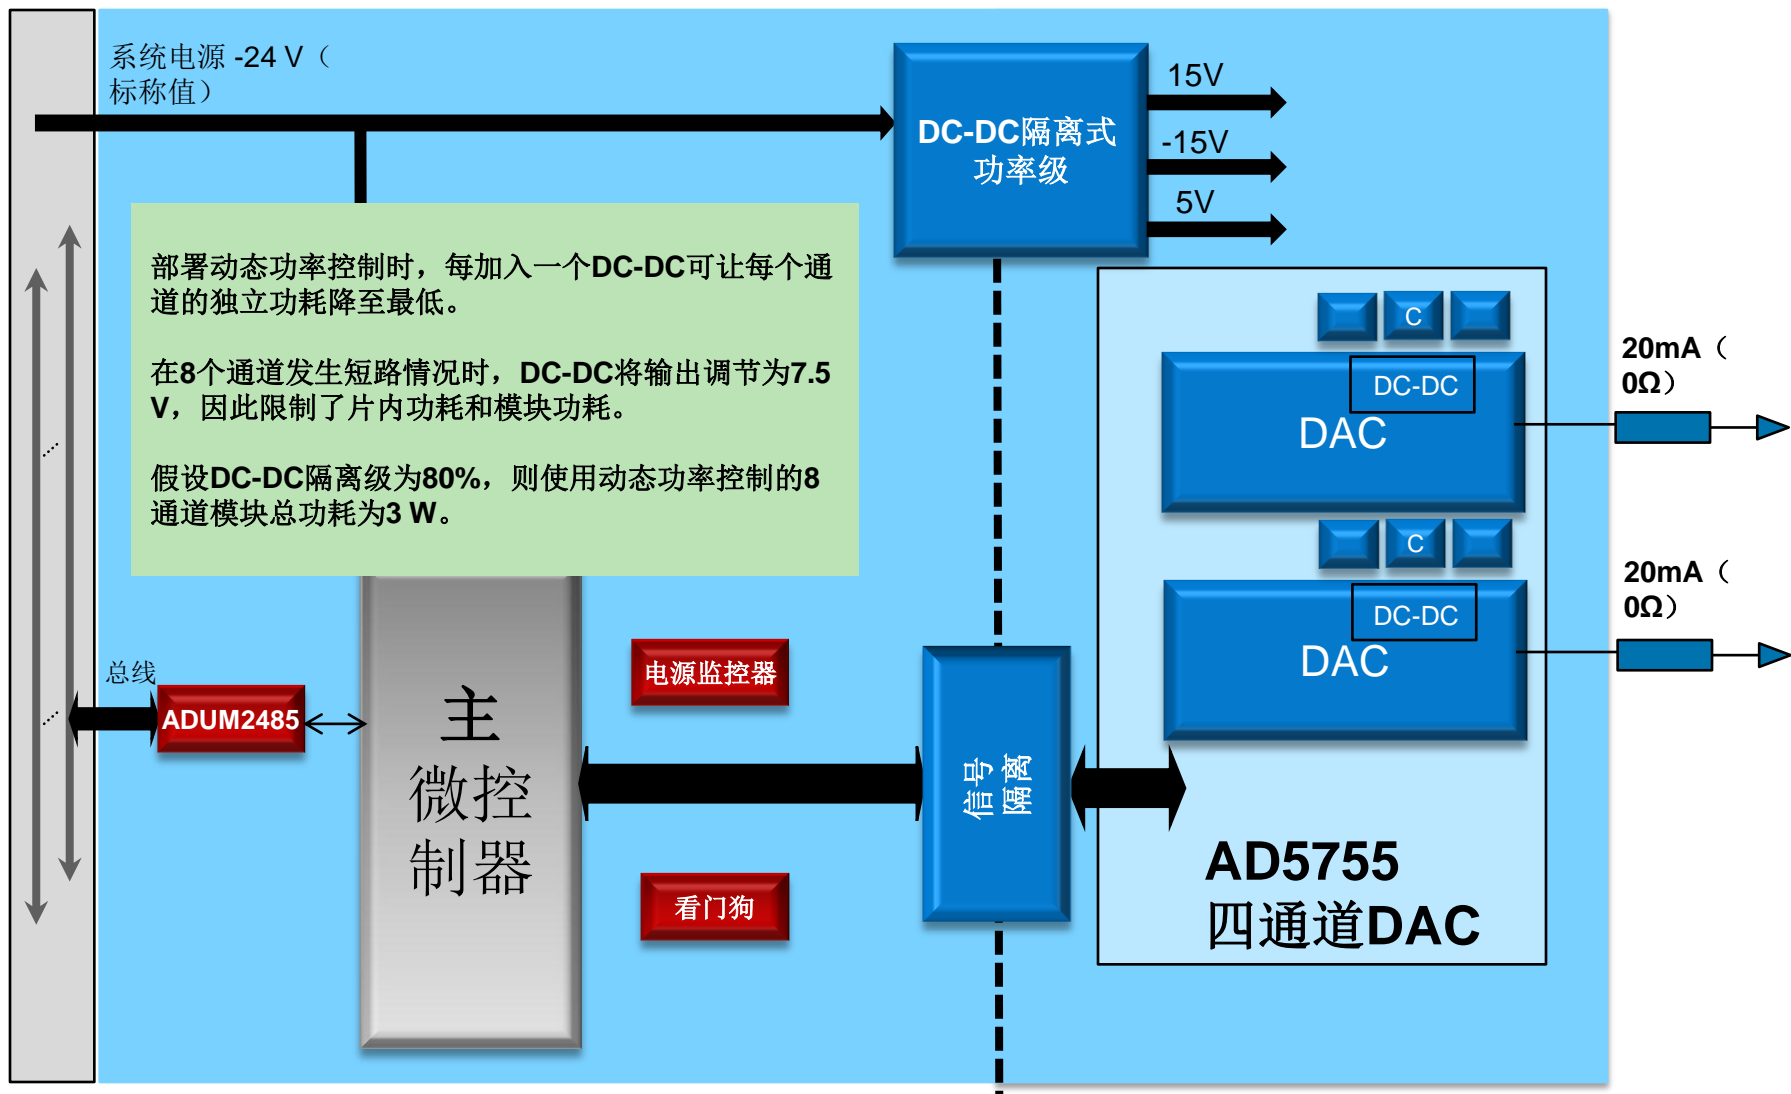 系统电源 -24 V（
标称值）
DC-DC隔离式
功率级
15V
-15V
5V
部署动态功率控制时，每加入一个DC-DC可让每个通
道的独立功耗降至最低。
在8个通道发生短路情况时，DC-DC将输出调节为7.5
V，因此限制了片内功耗和模块功耗。
假设DC-DC隔离级为80%，则使用动态功率控制的8
通道模块总功耗为3 W。
C
DC-DC
DAC
20mA（
0Ω）
C
DC-DC
DAC
20mA（
0Ω）
总线
ADUM2485
主
微控
制器
电源监控器
看门狗
信号
隔离
AD5755
四通道DAC